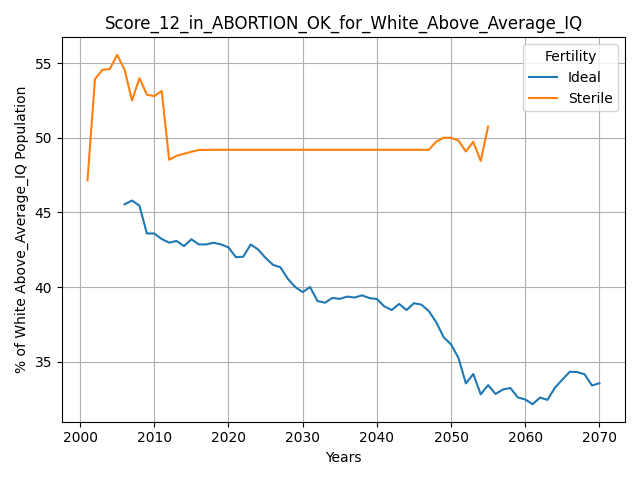 Score_12_in_ABORTION_OK_for_White_Above_Average_IQ
Fertility
Ideal
Sterile
% of White Above_Average_IQ Population
55
50
45
40
35
2000 2010 2020 2030 2040 2050 2060 2070
Years